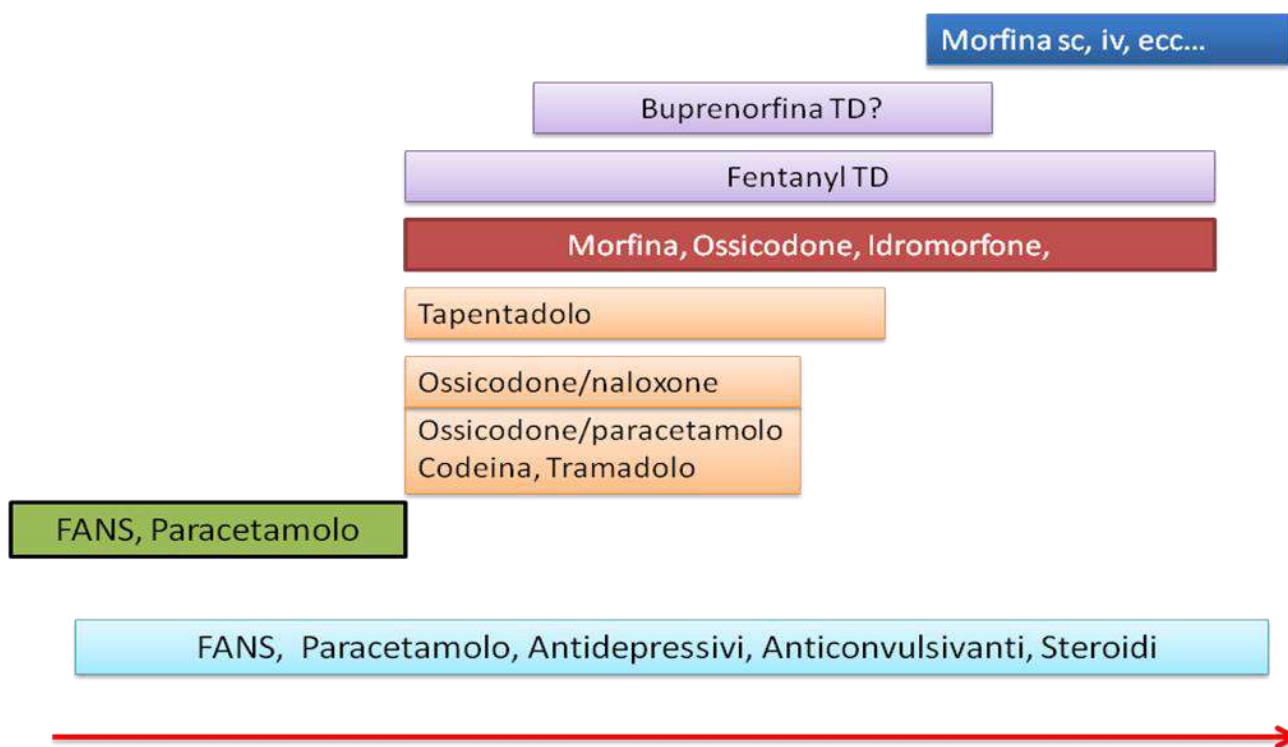 Morfina sc, iv, ecc...
Buprenorfina TD?
Fentanyl TD
Morfina, Ossicodone, Idromorfone,
Tapentadolo
Ossicodone/naloxone
Ossicodone/paracetamolo
Codeina, Tramadolo
FANS, Paracetamolo
FANS, Paracetamolo, Antidepressivi, Anticonvulsivanti, Steroidi